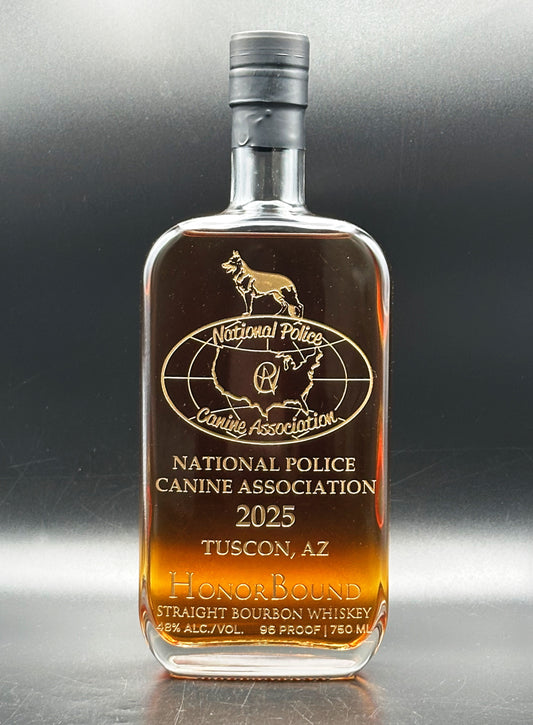 National Police
Canine Association
NATIONAL POLICE
CANINE ASSOCIATION
2025
TUSCON, AZ
HONORBOUND
STRAIGHT BOURBON WHISKEY
48% ALC./VOL. 96 PROOF | 750 ML